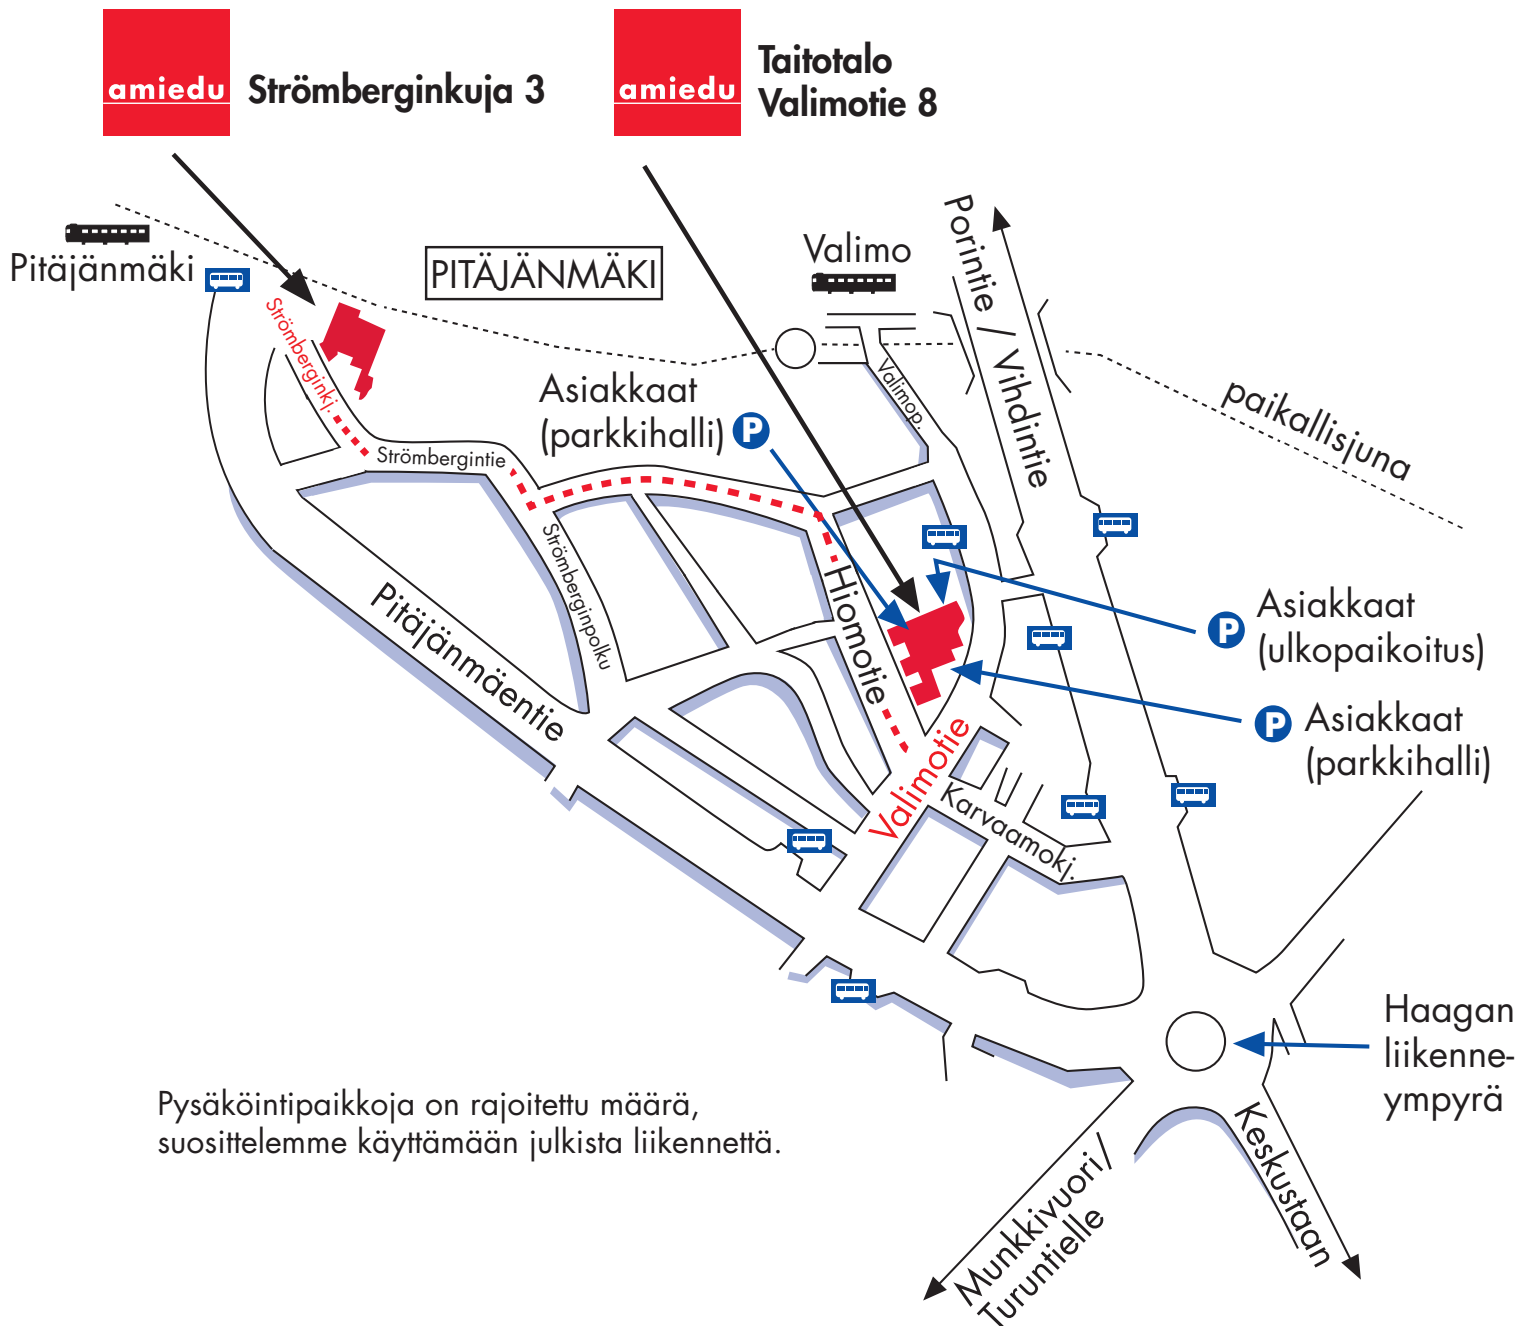 amiedu
Strömberginkuja 3
amiedu
Taitotalo
Valimotie 8
Pitäjänmäki
PITÄJÄNMÄKI
Valimo
Porintie / Vihdintie
paikallisjuna
Strömberginkj.
Strömbergintie
Strömberginpolku
Asiakkaat
(parkkihalli) P
Valimop.
Hiomotie
Pitäjänmäentie
P Asiakkaat
(ulkopaikoitus)
P Asiakkaat
(parkkihalli)
Valimotie
Karvaamokj.
Haagan
liikenne-
ympyrä
Keskustaan
Munkkivuori/
Turuntielle
Pysäköintipaikkoja on rajoitettu määrä,
suosittelemme käyttämään julkista liikennettä.